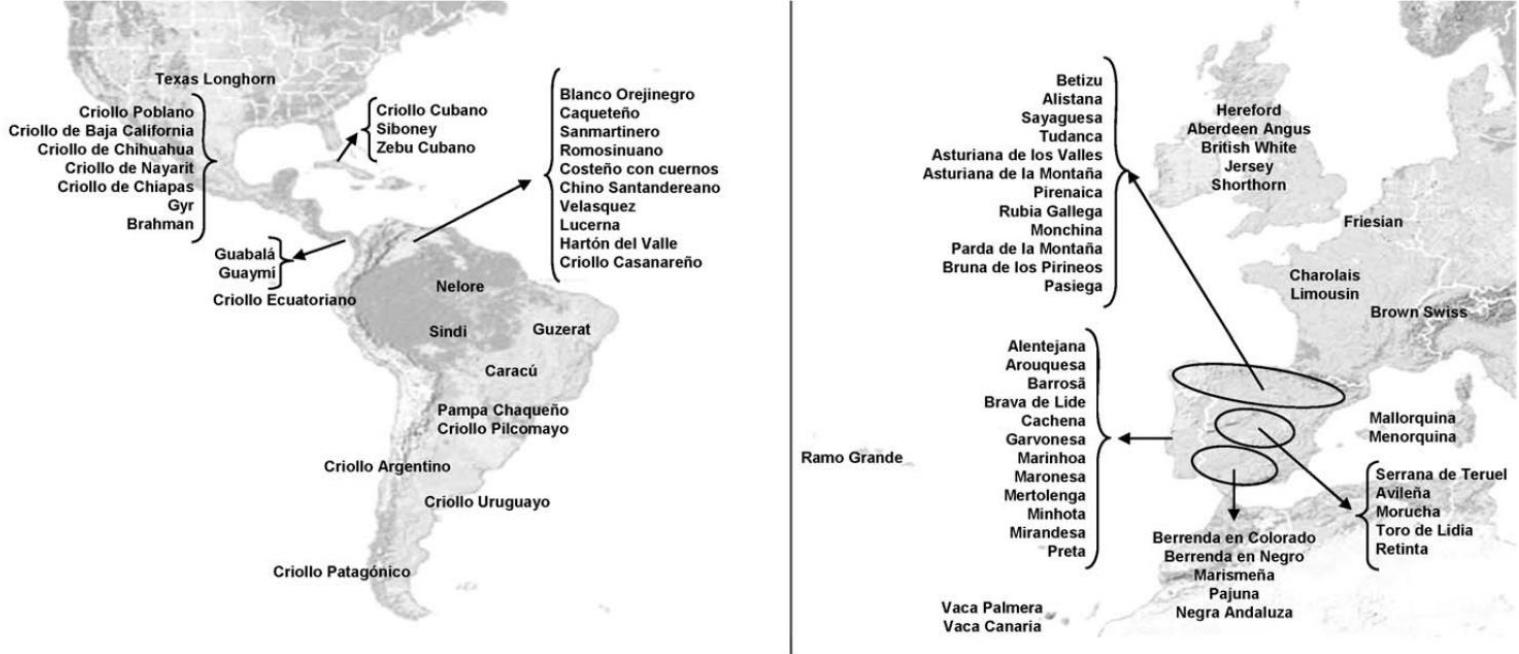 Texas Longhorn
Criollo Poblano
Criollo de Baja California
Criollo de Chihuahua
Criollo de Nayarit
Criollo de Chiapas
Gyr
Brahman
Criollo Cubano
Siboney
Zebu Cubano
Blanco Orejinegro
Caqueteño
Sanmartinero
Romosinuano
Costeño con cuernos
Chino Santandereano
Velasquez
Lucerna
Hartón del Valle
Criollo Casanareño
Guabalá
Guaymí
Criollo Ecuatoriano
Nelore
Sindi
Guzerat
Caracú
Pampa Chaqueño
Criollo Pilcomayo
Criollo Argentino
Criollo Uruguayo
Criollo Patagónico
Betizu
Alistana
Sayaguesa
Tudanca
Asturiana de los Valles
Asturiana de la Montaña
Pirenaica
Rubia Gallega
Monchina
Parda de la Montaña
Bruna de los Pirineos
Pasiega
Hereford
Aberdeen Angus
British White
Jersey
Shorthorn
Friesian
Charolais
Limousin
Brown Swiss
Alentejana
Arouquesa
Barrosã
Brava de Lide
Cachena
Garvonesa
Marinhoa
Maronesa
Mertolenga
Minhota
Mirandesa
Preta
Ramo Grande
Mallorquina
Menorquina
Serrana de Teruel
Avileña
Morucha
Toro de Lidia
Retinta
Berrenda en Colorado
Berrenda en Negro
Marismeña
Pajuna
Negra Andaluza
Vaca Palmera
Vaca Canaria